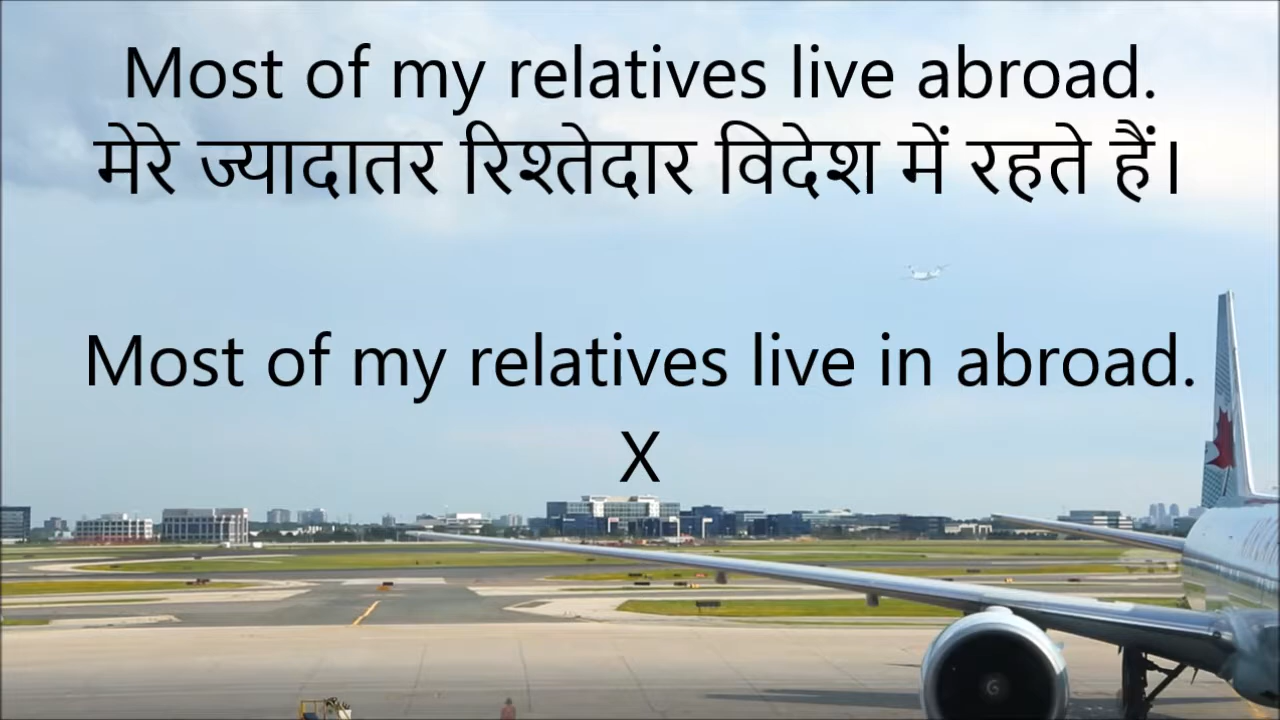 Most of my relatives live abroad.
मेरे ज्यादातर रिश्तेदार विदेश में रहते हैं।
Most of my relatives live in abroad.
X